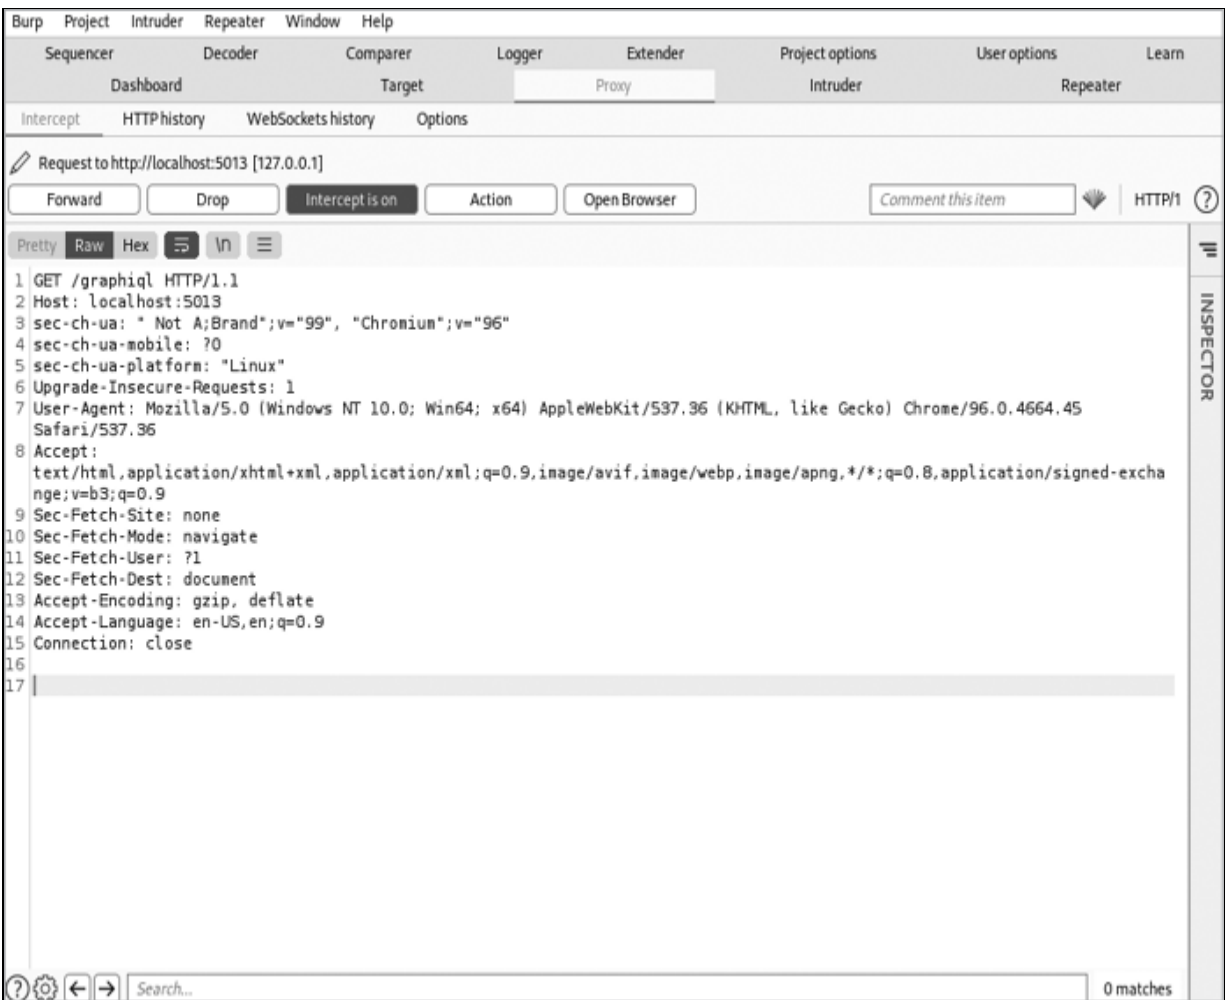 Burp Project Intruder Repeater Window Help
Sequencer Decoder Comparer Logger Extender Project options User options Learn
Dashboard Target Proxy Intruder Repeater
Intercept HTTP history WebSockets history Options
Request to http://localhost:5013 [127.0.0.1]
Forward Drop Intercept is on Action Open Browser Comment this item HTTP/1 ?
Pretty Raw Hex \n
INSPECTOR
1 GET /graphiql HTTP/1.1
2 Host: localhost:5013
3 sec-ch-ua: " Not A;Brand";v="99", "Chromium";v="96"
4 sec-ch-ua-mobile: ?0
5 sec-ch-ua-platform: "Linux"
6 Upgrade-Insecure-Requests: 1
7 User-Agent: Mozilla/5.0 (Windows NT 10.0; Win64; x64) AppleWebKit/537.36 (KHTML, like Gecko) Chrome/96.0.4664.45
Safari/537.36
8 Accept:
text/html,application/xhtml+xml,application/xml;q=0.9,image/avif,image/webp,image/apng,*/*;q=0.8,application/signed-excha
nge;v=b3;q=0.9
9 Sec-Fetch-Site: none
10 Sec-Fetch-Mode: navigate
11 Sec-Fetch-User: ?1
12 Sec-Fetch-Dest: document
13 Accept-Encoding: gzip, deflate
14 Accept-Language: en-US,en;q=0.9
15 Connection: close
16
17
? Search... 0 matches